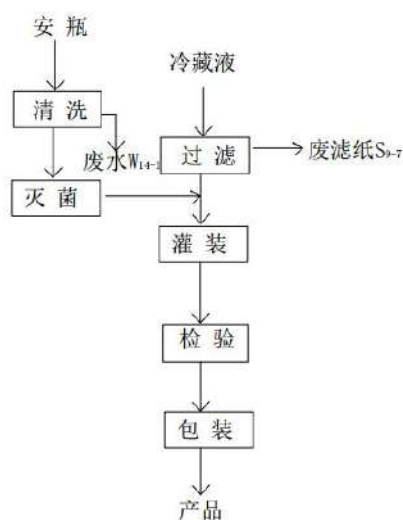 安瓶
冷藏液
清洗
废水W₁₄₋₁
过滤
废滤纸S₉₋₇
灭菌
灌装
检验
包装
产品